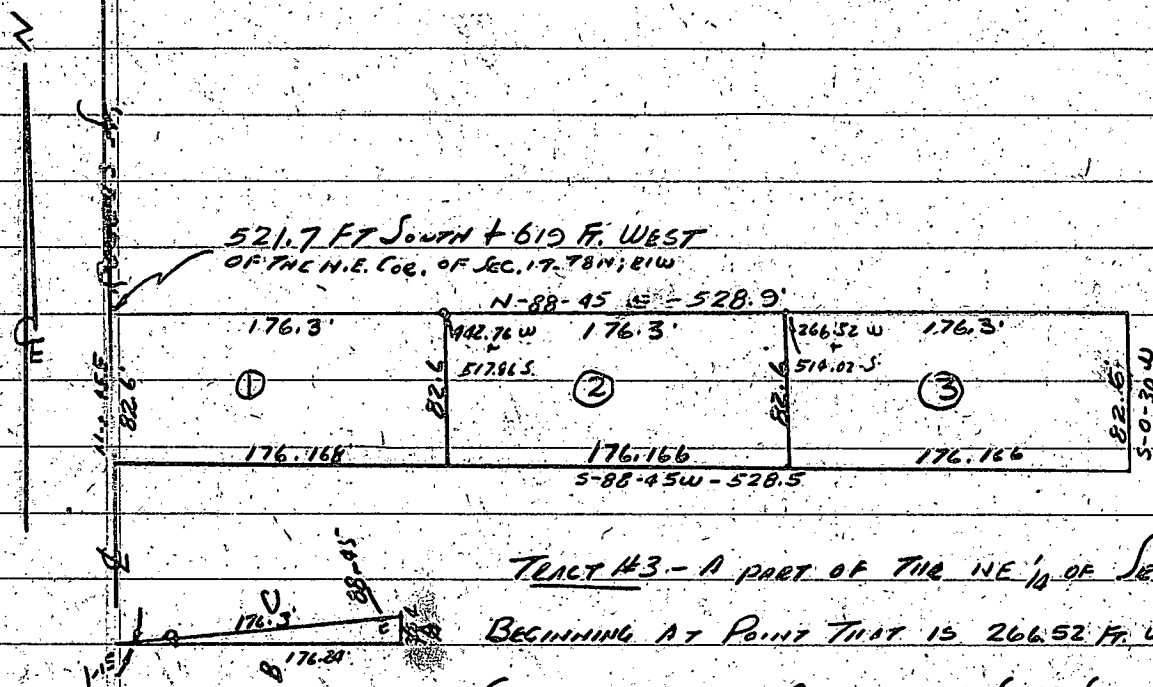 N
521.7 FT SOUTH + 619 FT. WEST
OF THE N.E. COR. OF SEC. 17-78N; 21W
N-88-45 E - 528.9'
176.3'
442.76 W
+
517.86 S.
176.3'
266.52 W
+
514.02-S
176.3'
82.6'
①
82.6
②
82.6'
③
82.6'
S-0-30 W
176.168
176.166
176.166
S-88-45W - 528.5
TRACT #3 - A PART OF THE NE 1/4 OF SE
88-45
176.3'
BEGINNING AT POINT THAT IS 266.52 FT. W
B 176.24'